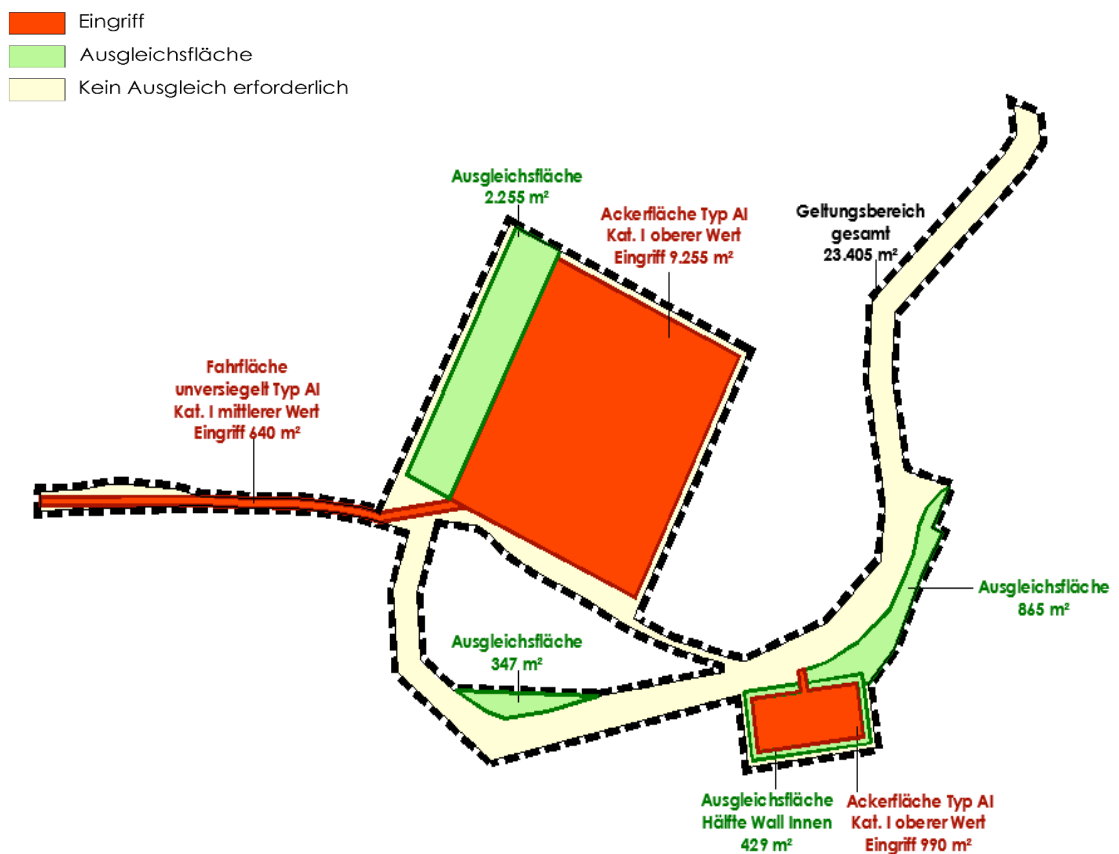 Eingriff
Ausgleichsfläche
Kein Ausgleich erforderlich
Ausgleichsfläche
2.255 m²
Ackerfläche Typ AI
Kat. I oberer Wert
Eingriff 9.255 m²
Geltungsbereich
gesamt
23.405 m²
Fahrfläche
unversiegelt Typ AI
Kat. I mittlerer Wert
Eingriff 640 m²
Ausgleichsfläche
865 m²
Ausgleichsfläche
347 m²
Ausgleichsfläche
Hälfte Wall Innen
429 m²
Ackerfläche Typ AI
Kat. I oberer Wert
Eingriff 990 m²